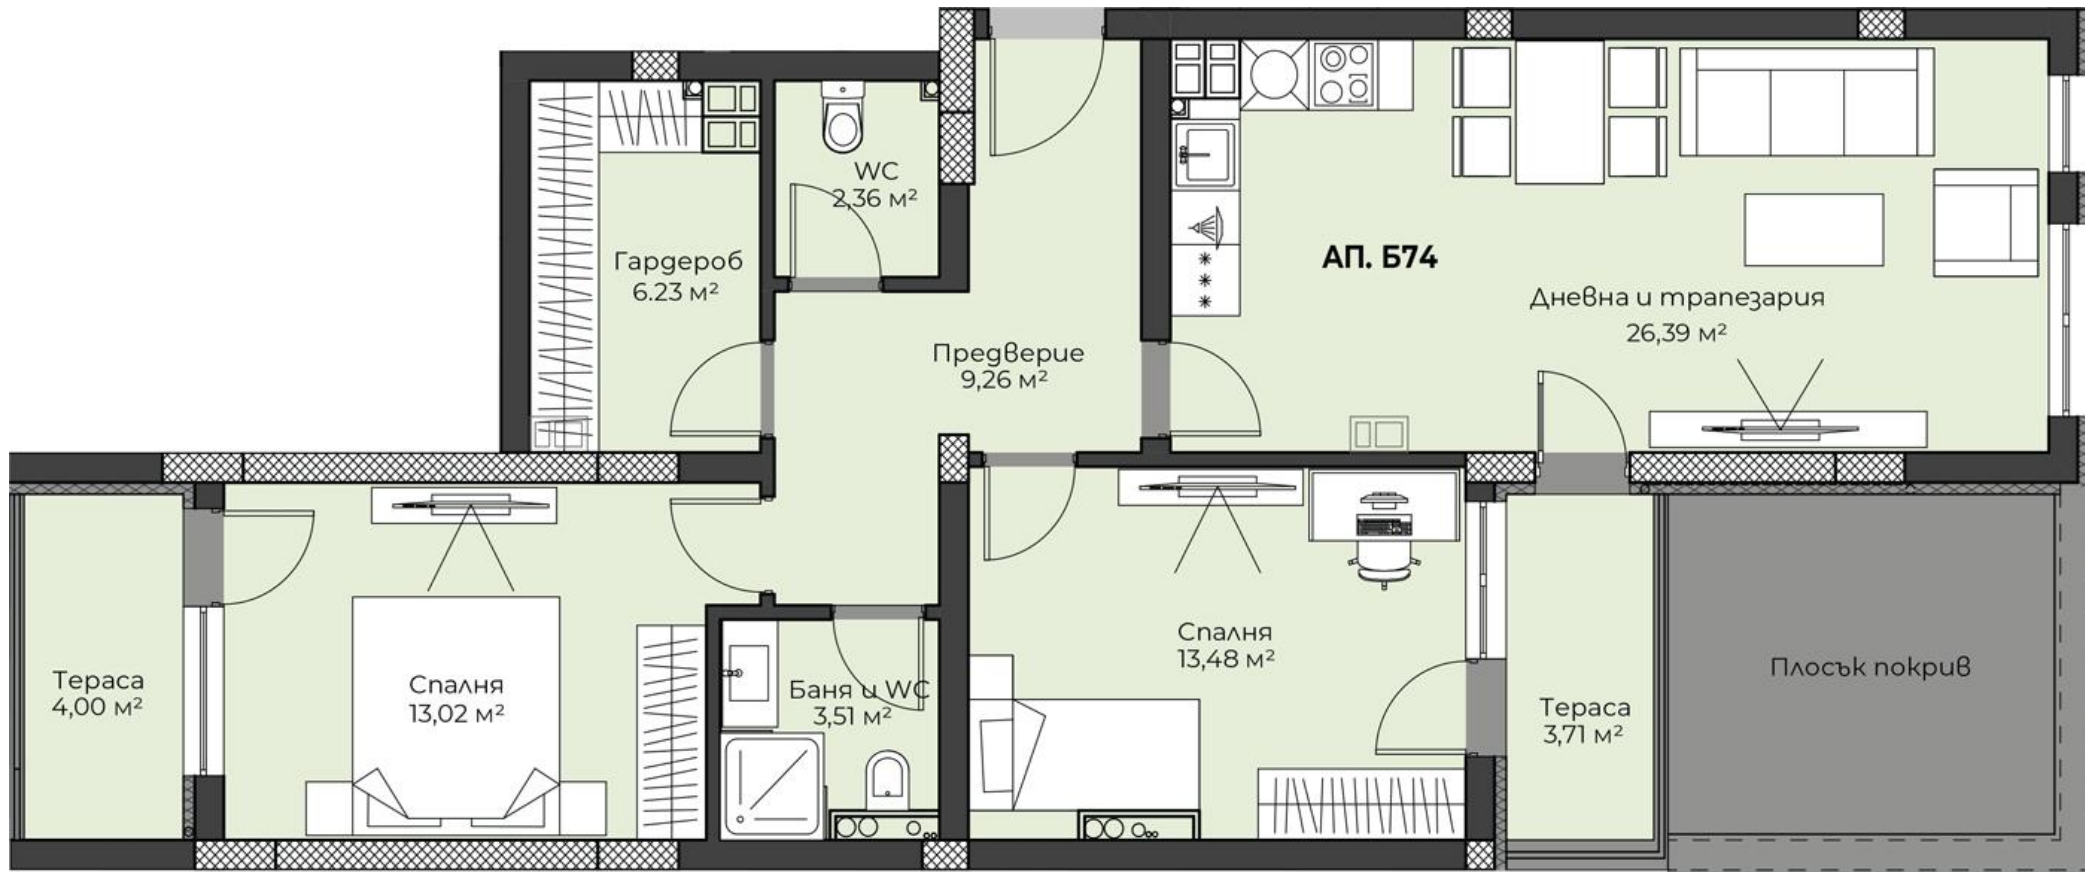 WC
2,36 м²
Гардероб
6.23 м²
АП. Б74
Дневна и трапезария
26,39 м²
Предверие
9,26 м²
Тераса
4,00 м²
Спалня
13,02 м²
Баня и WC
3,51 м²
Спалня
13,48 м²
Тераса
3,71 м²
Плосък покрив